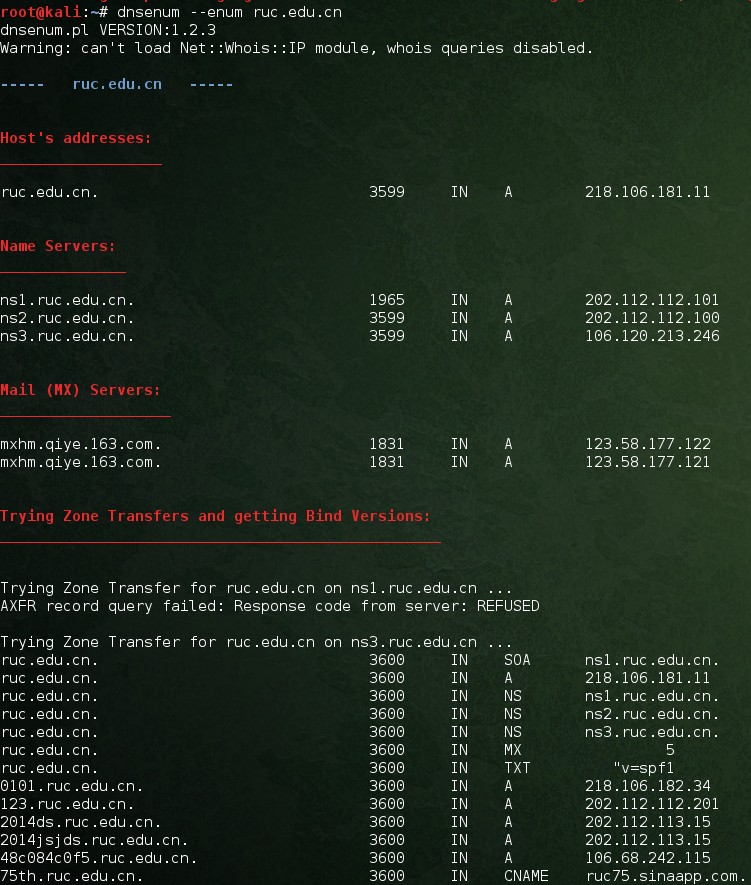 root@kali:~# dnsenum --enum ruc.edu.cn
dnsenum.pl VERSION:1.2.3
Warning: can't load Net::Whois::IP module, whois queries disabled.
----- ruc.edu.cn -----
Host's addresses:
__________________
ruc.edu.cn. 3599 IN A 218.106.181.11
Name Servers:
______________
ns1.ruc.edu.cn. 1965 IN A 202.112.112.101
ns2.ruc.edu.cn. 3599 IN A 202.112.112.100
ns3.ruc.edu.cn. 3599 IN A 106.120.213.246
Mail (MX) Servers:
___________________
mxhm.qiye.163.com. 1831 IN A 123.58.177.122
mxhm.qiye.163.com. 1831 IN A 123.58.177.121
Trying Zone Transfers and getting Bind Versions:
_________________________________________________
Trying Zone Transfer for ruc.edu.cn on ns1.ruc.edu.cn ...
AXFR record query failed: Response code from server: REFUSED
Trying Zone Transfer for ruc.edu.cn on ns3.ruc.edu.cn ...
ruc.edu.cn. 3600 IN SOA ns1.ruc.edu.cn.
ruc.edu.cn. 3600 IN A 218.106.181.11
ruc.edu.cn. 3600 IN NS ns1.ruc.edu.cn.
ruc.edu.cn. 3600 IN NS ns2.ruc.edu.cn.
ruc.edu.cn. 3600 IN NS ns3.ruc.edu.cn.
ruc.edu.cn. 3600 IN MX 5
ruc.edu.cn. 3600 IN TXT "v=spf1
0101.ruc.edu.cn. 3600 IN A 218.106.182.34
123.ruc.edu.cn. 3600 IN A 202.112.112.201
2014ds.ruc.edu.cn. 3600 IN A 202.112.113.15
2014jsjds.ruc.edu.cn. 3600 IN A 202.112.113.15
48c084c0f5.ruc.edu.cn. 3600 IN A 106.68.242.115
75th.ruc.edu.cn. 3600 IN CNAME ruc75.sinaapp.com.